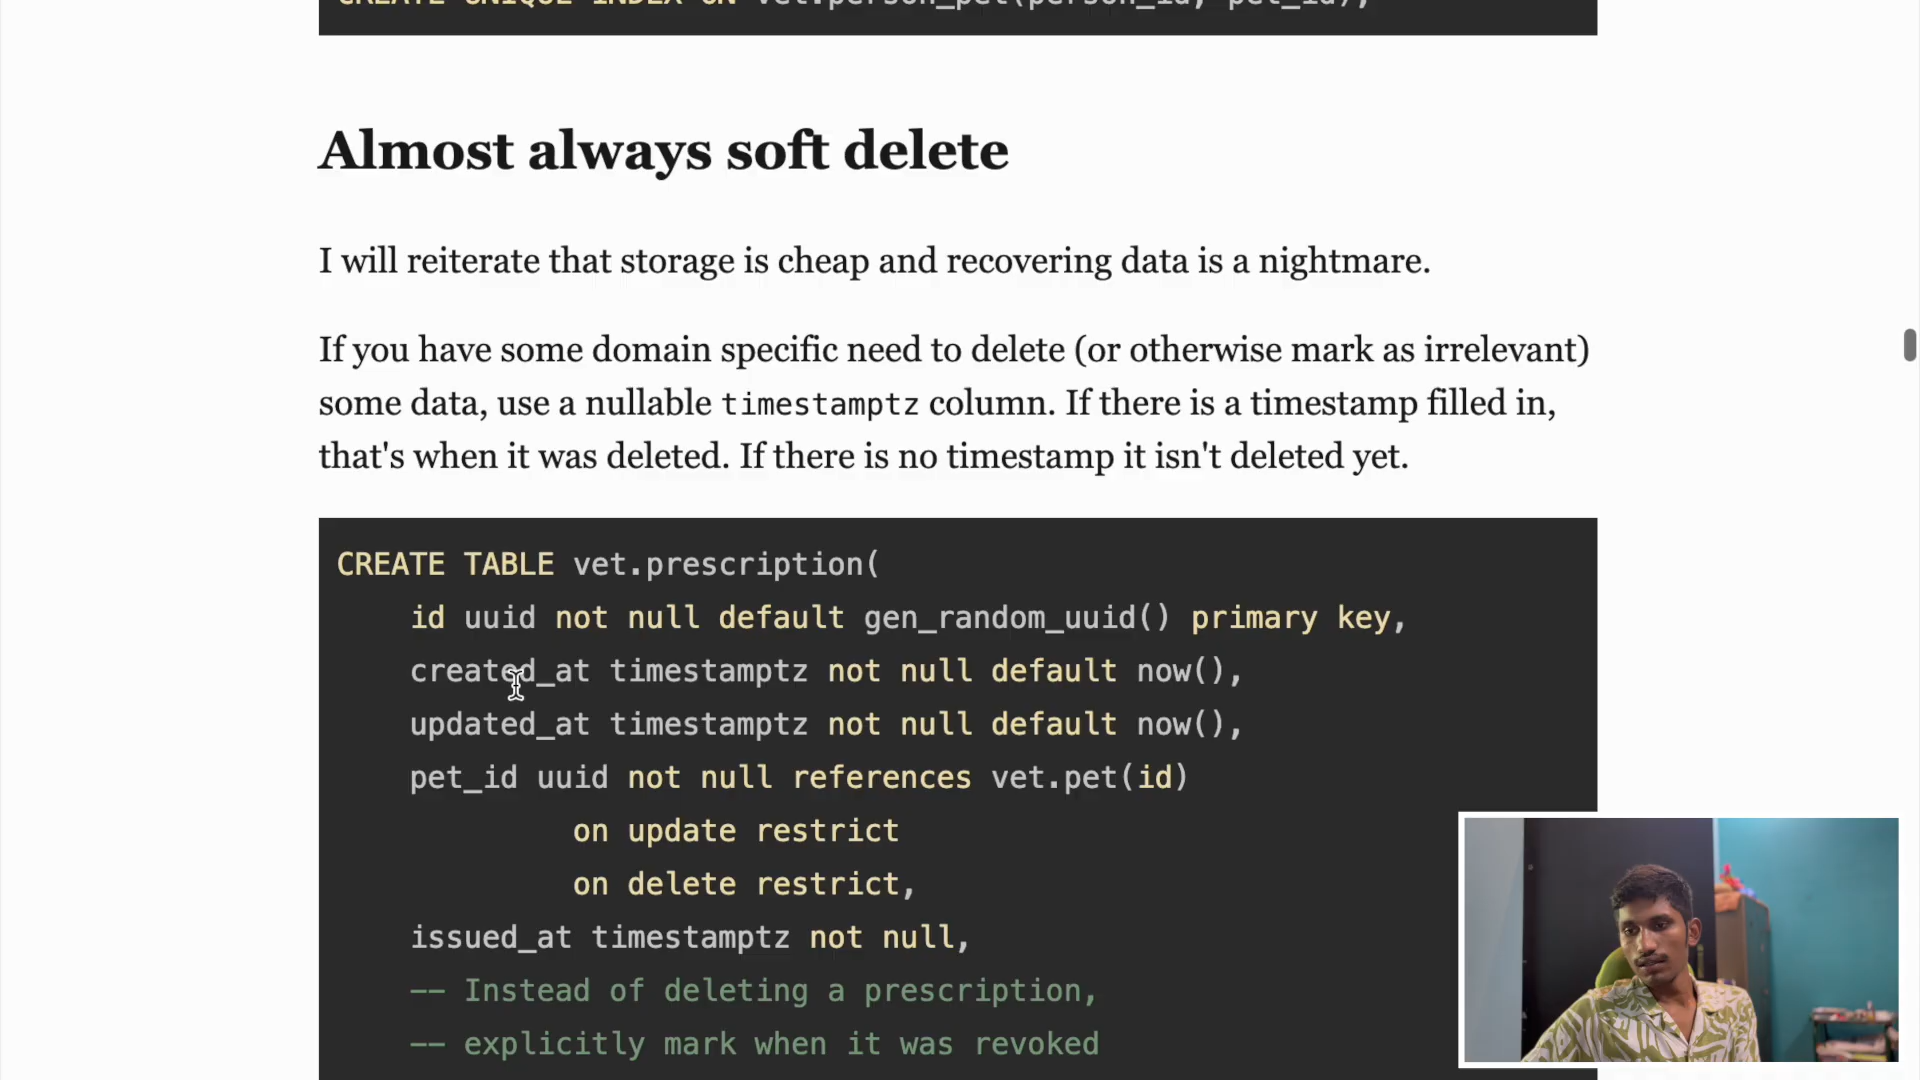 CREATE UNIQUE INDEX ON vet.person_pet(person_id, pet_id);
Almost always soft delete
I will reiterate that storage is cheap and recovering data is a nightmare.
If you have some domain specific need to delete (or otherwise mark as irrelevant)
some data, use a nullable timestamptz column. If there is a timestamp filled in,
that's when it was deleted. If there is no timestamp it isn't deleted yet.
CREATE TABLE vet.prescription(
id uuid not null default gen_random_uuid() primary key,
created_at timestamptz not null default now(),
updated_at timestamptz not null default now(),
pet_id uuid not null references vet.pet(id)
on update restrict
on delete restrict,
issued_at timestamptz not null,
-- Instead of deleting a prescription,
-- explicitly mark when it was revoked